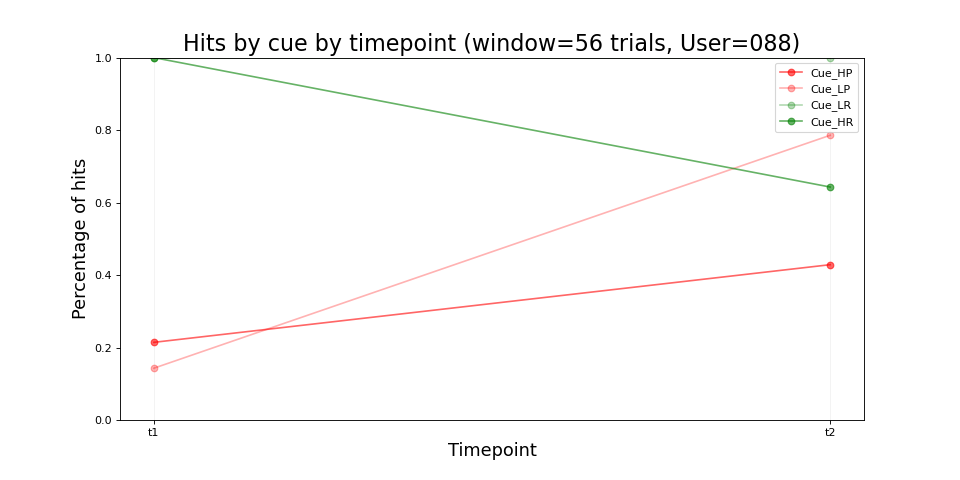 Hits by cue by timepoint (window=56 trials, User=088)
Percentage of hits
1.0
0.8
0.6
0.4
0.2
0.0
Cue_HP
Cue_LP
Cue_LR
Cue_HR
t1
t2
Timepoint